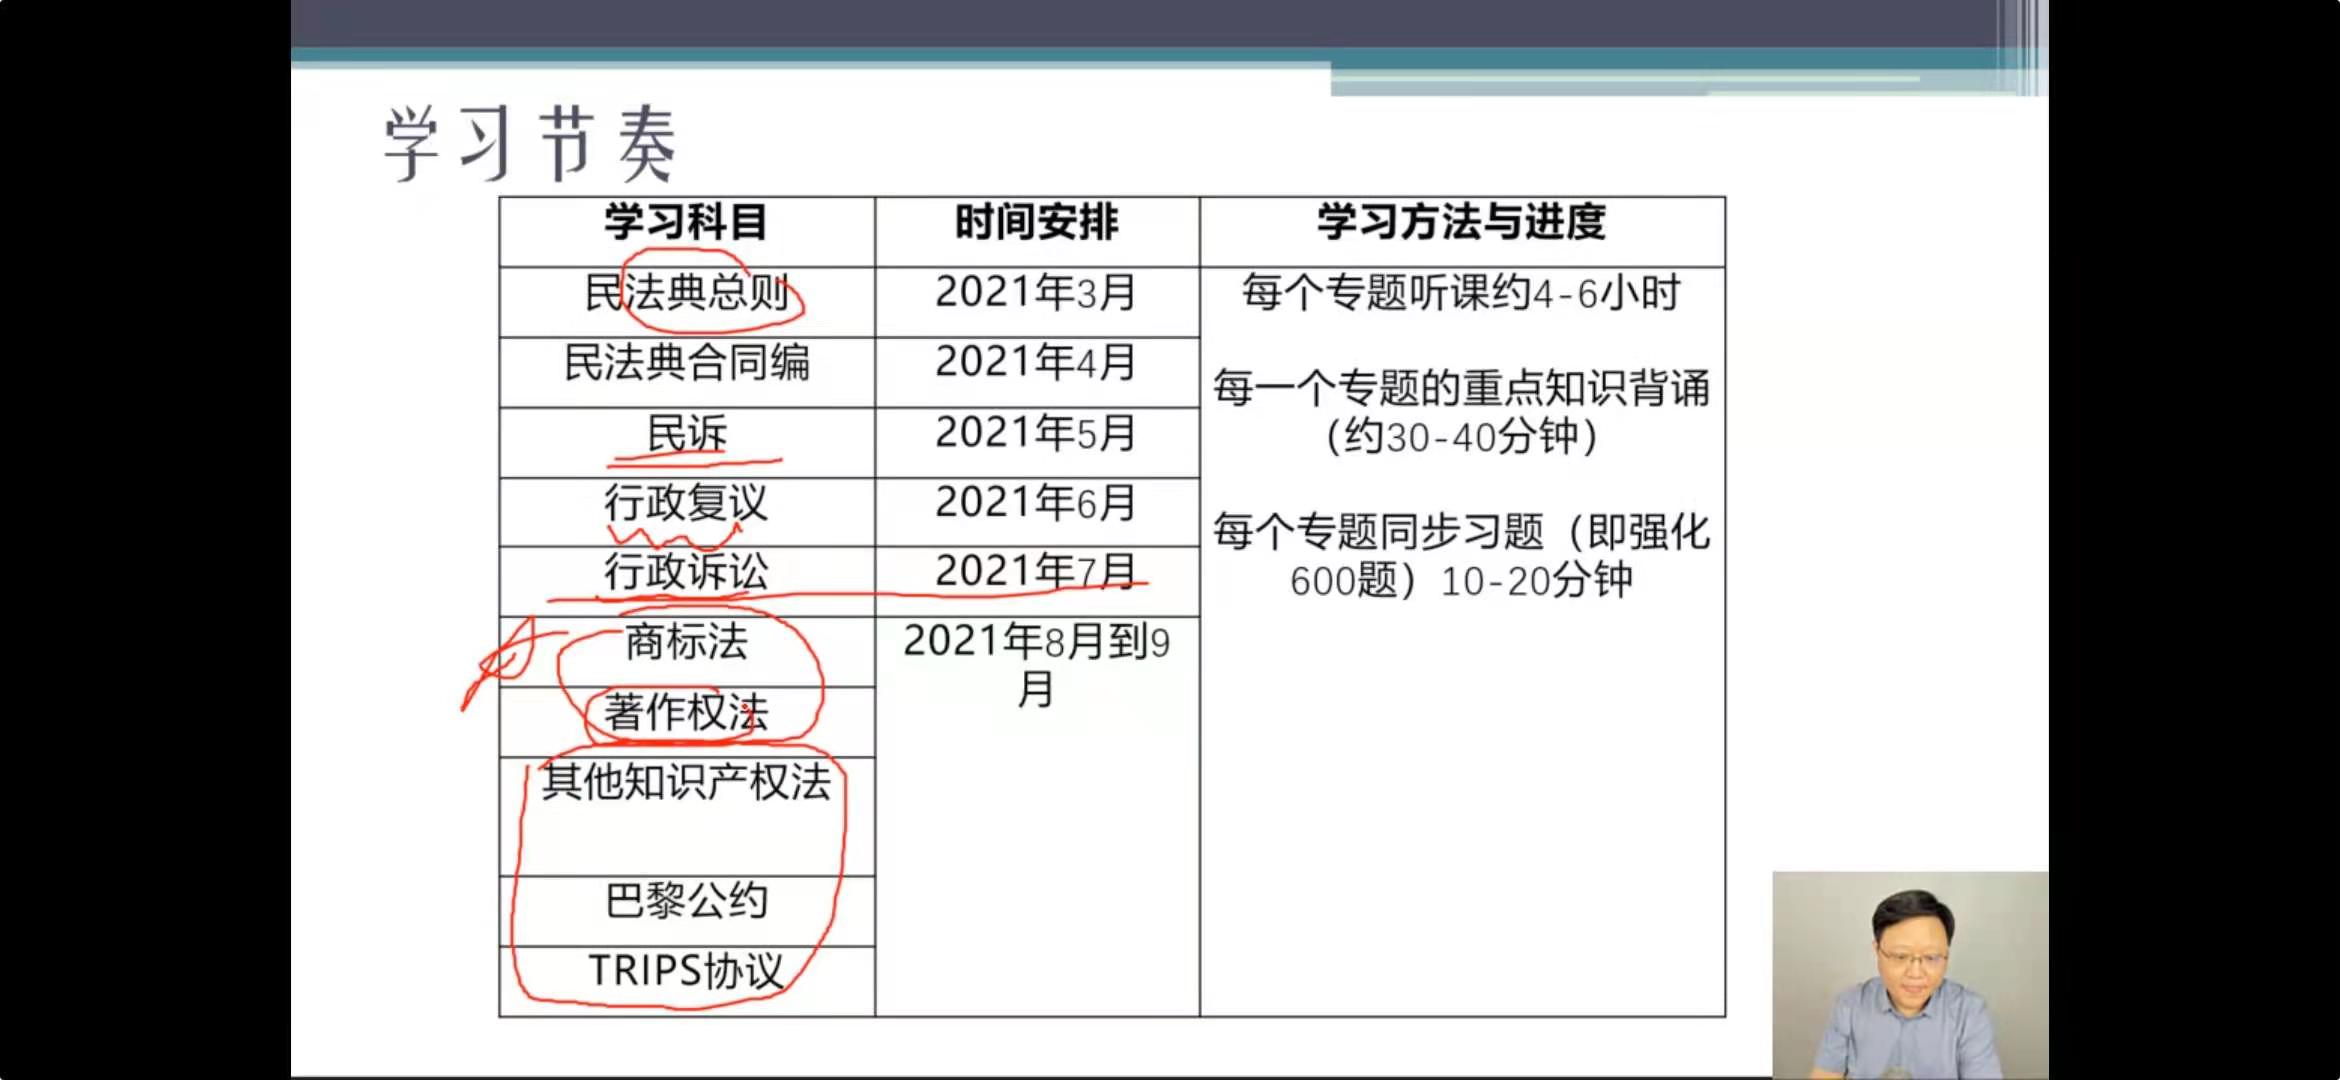 学习节奏
学习科目 时间安排 学习方法与进度
民法典总则 2021年3月 每个专题听课约4-6小时
民法典合同编 2021年4月
每一个专题的重点知识背诵
（约30-40分钟）
民诉 2021年5月
行政复议 2021年6月
每个专题同步习题（即强化
600题）10-20分钟
行政诉讼 2021年7月
商标法 2021年8月到9
月
著作权法
其他知识产权法
巴黎公约
TRIPS协议